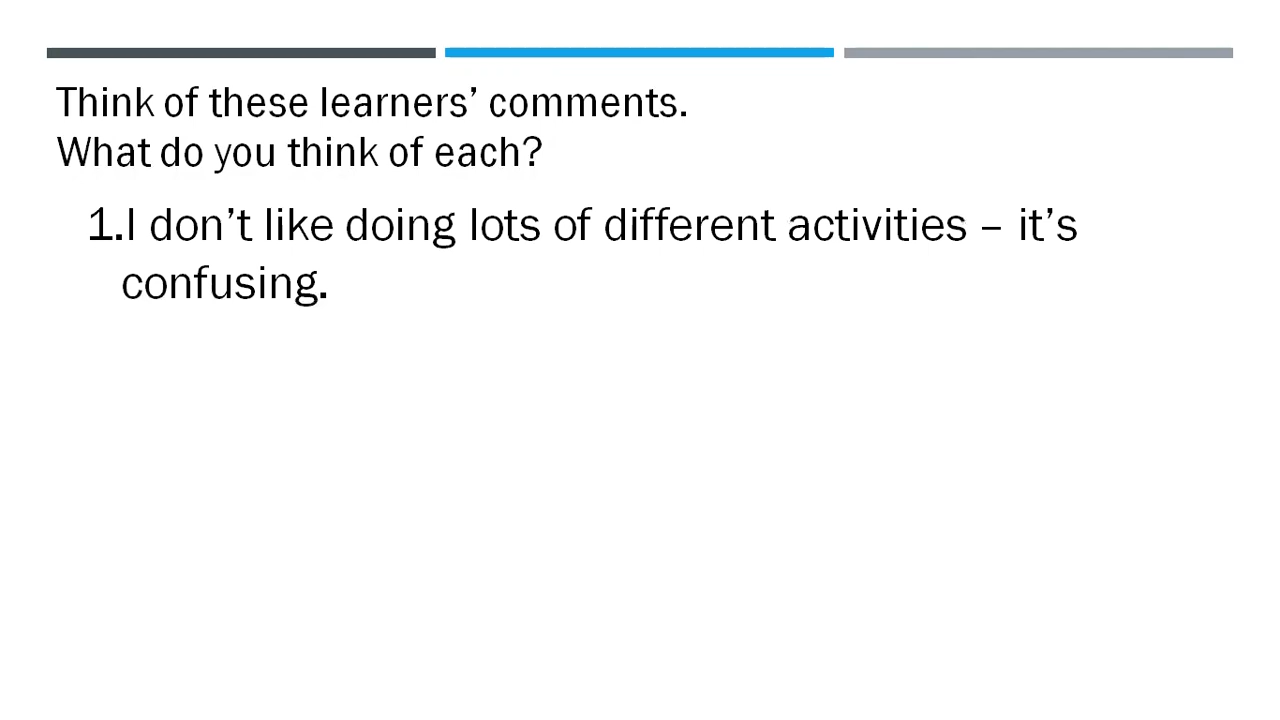 Think of these learners’ comments.
What do you think of each?
1.I don’t like doing lots of different activities – it’s
confusing.